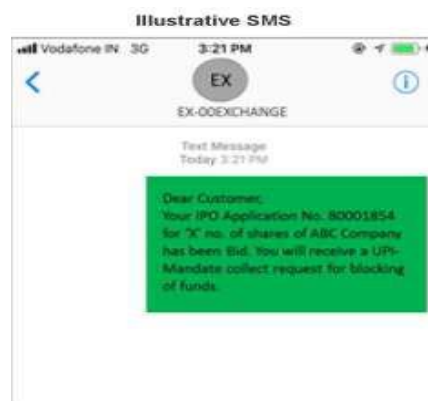 Illustrative SMS
Vodafone IN 3G 3:21 PM
EX
EX-00EXCHANGE
Text Message
Today 3:21 PM
Dear Customer,
Your IPO Application No. 80001854
for "X" no. of shares of ABC Company
has been Bid. You will receive a UPI-
Mandate collect request for blocking
of funds.